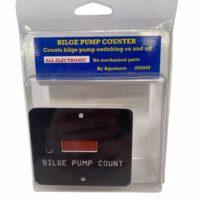 BILGE PUMP COUNTER
Counts bilge pump switching on and off
ALL ELECTRONIC No mechanical parts
By Aqualarm
BILGE PUMP COUNT